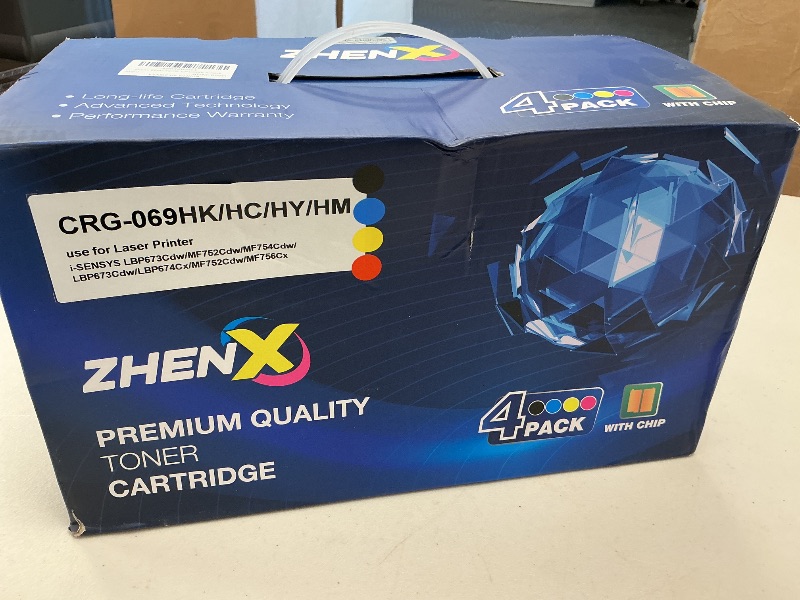 ZHENX
• Long-life Cartridge
• Advanced Technology
• Performance Warranty
4 PACK
WITH CHIP
CRG-069HK/HC/HY/HM
use for Laser Printer
i-SENSYS LBP673Cdw/MF752Cdw/MF754Cdw/
LBP673Cdw/LBP674Cx/MF752Cdw/MF756Cx
ZHENX
PREMIUM QUALITY
TONER
CARTRIDGE
4 PACK
WITH CHIP